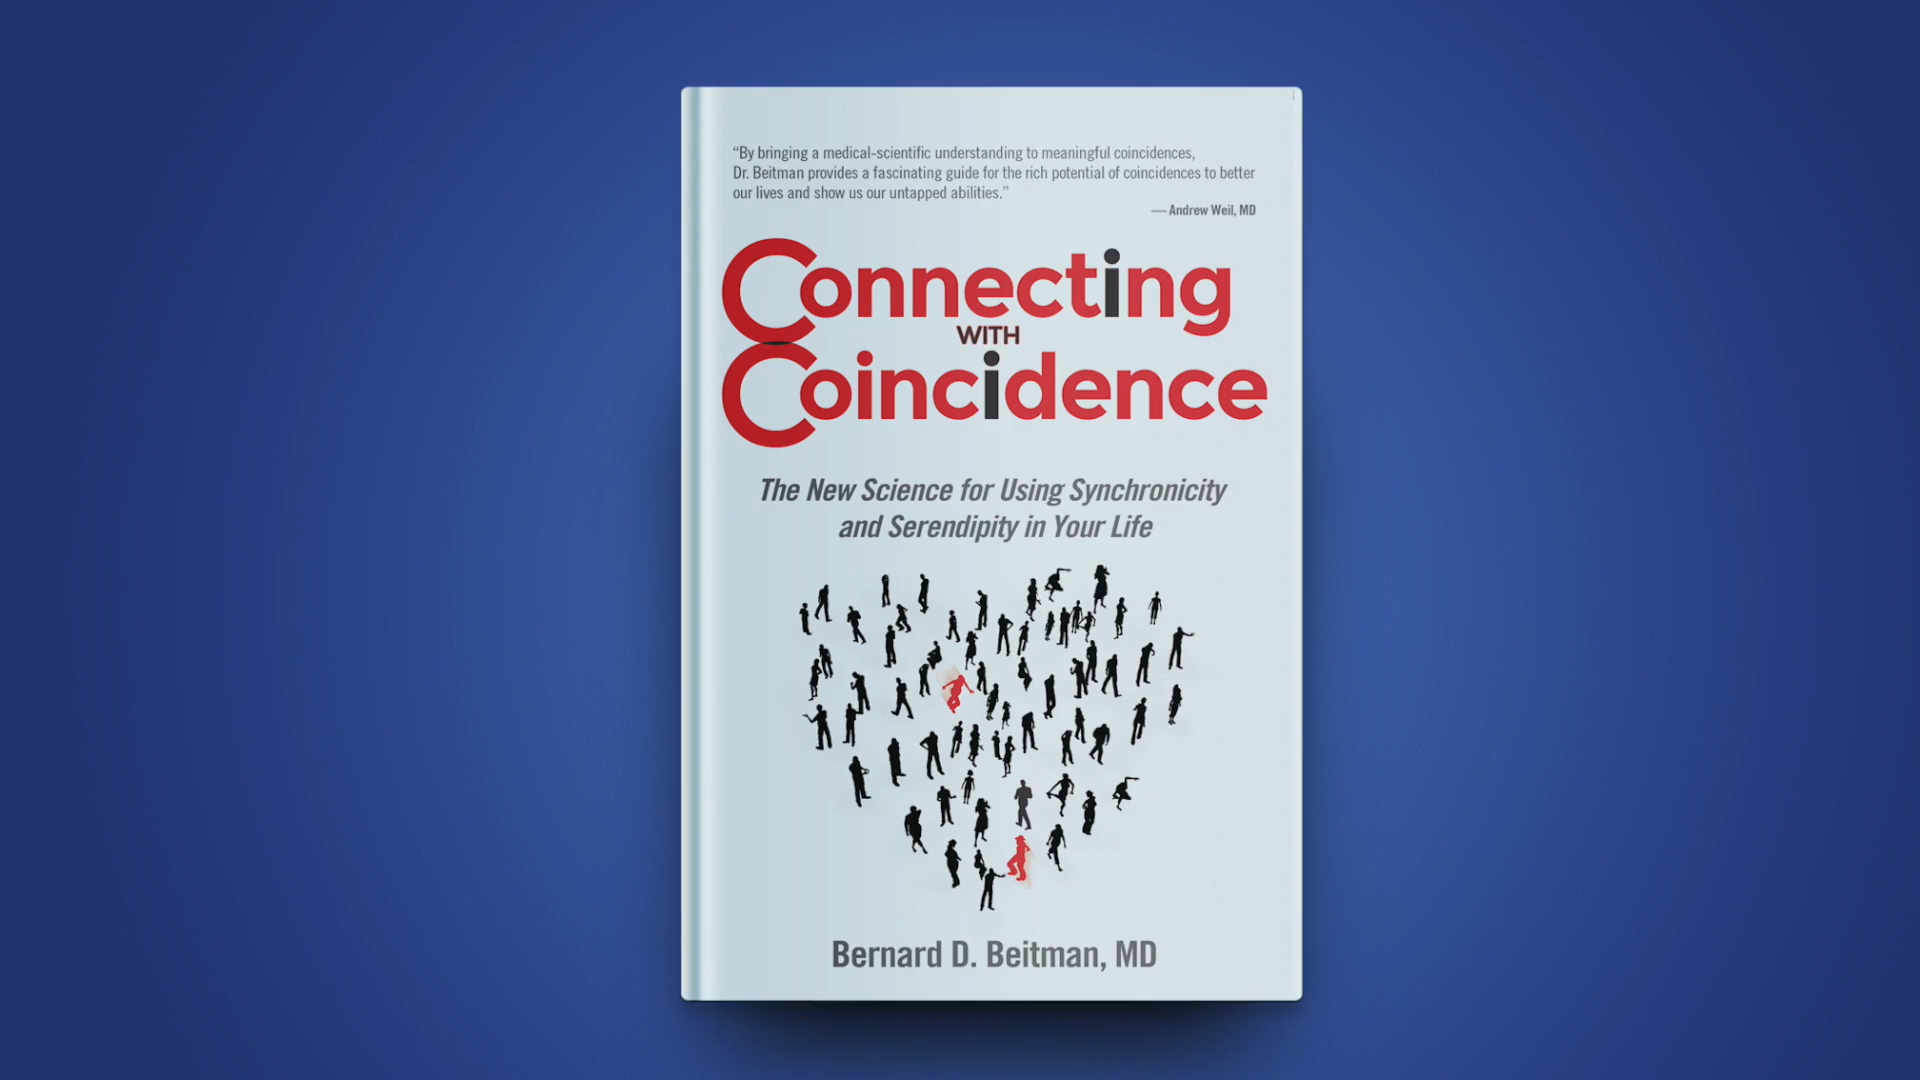 “By bringing a medical-scientific understanding to meaningful coincidences,
Dr. Beitman provides a fascinating guide for the rich potential of coincidences to better
our lives and show us our untapped abilities.”
— Andrew Weil, MD
Connecting
WITH
Coincidence
The New Science for Using Synchronicity
and Serendipity in Your Life
Bernard D. Beitman, MD